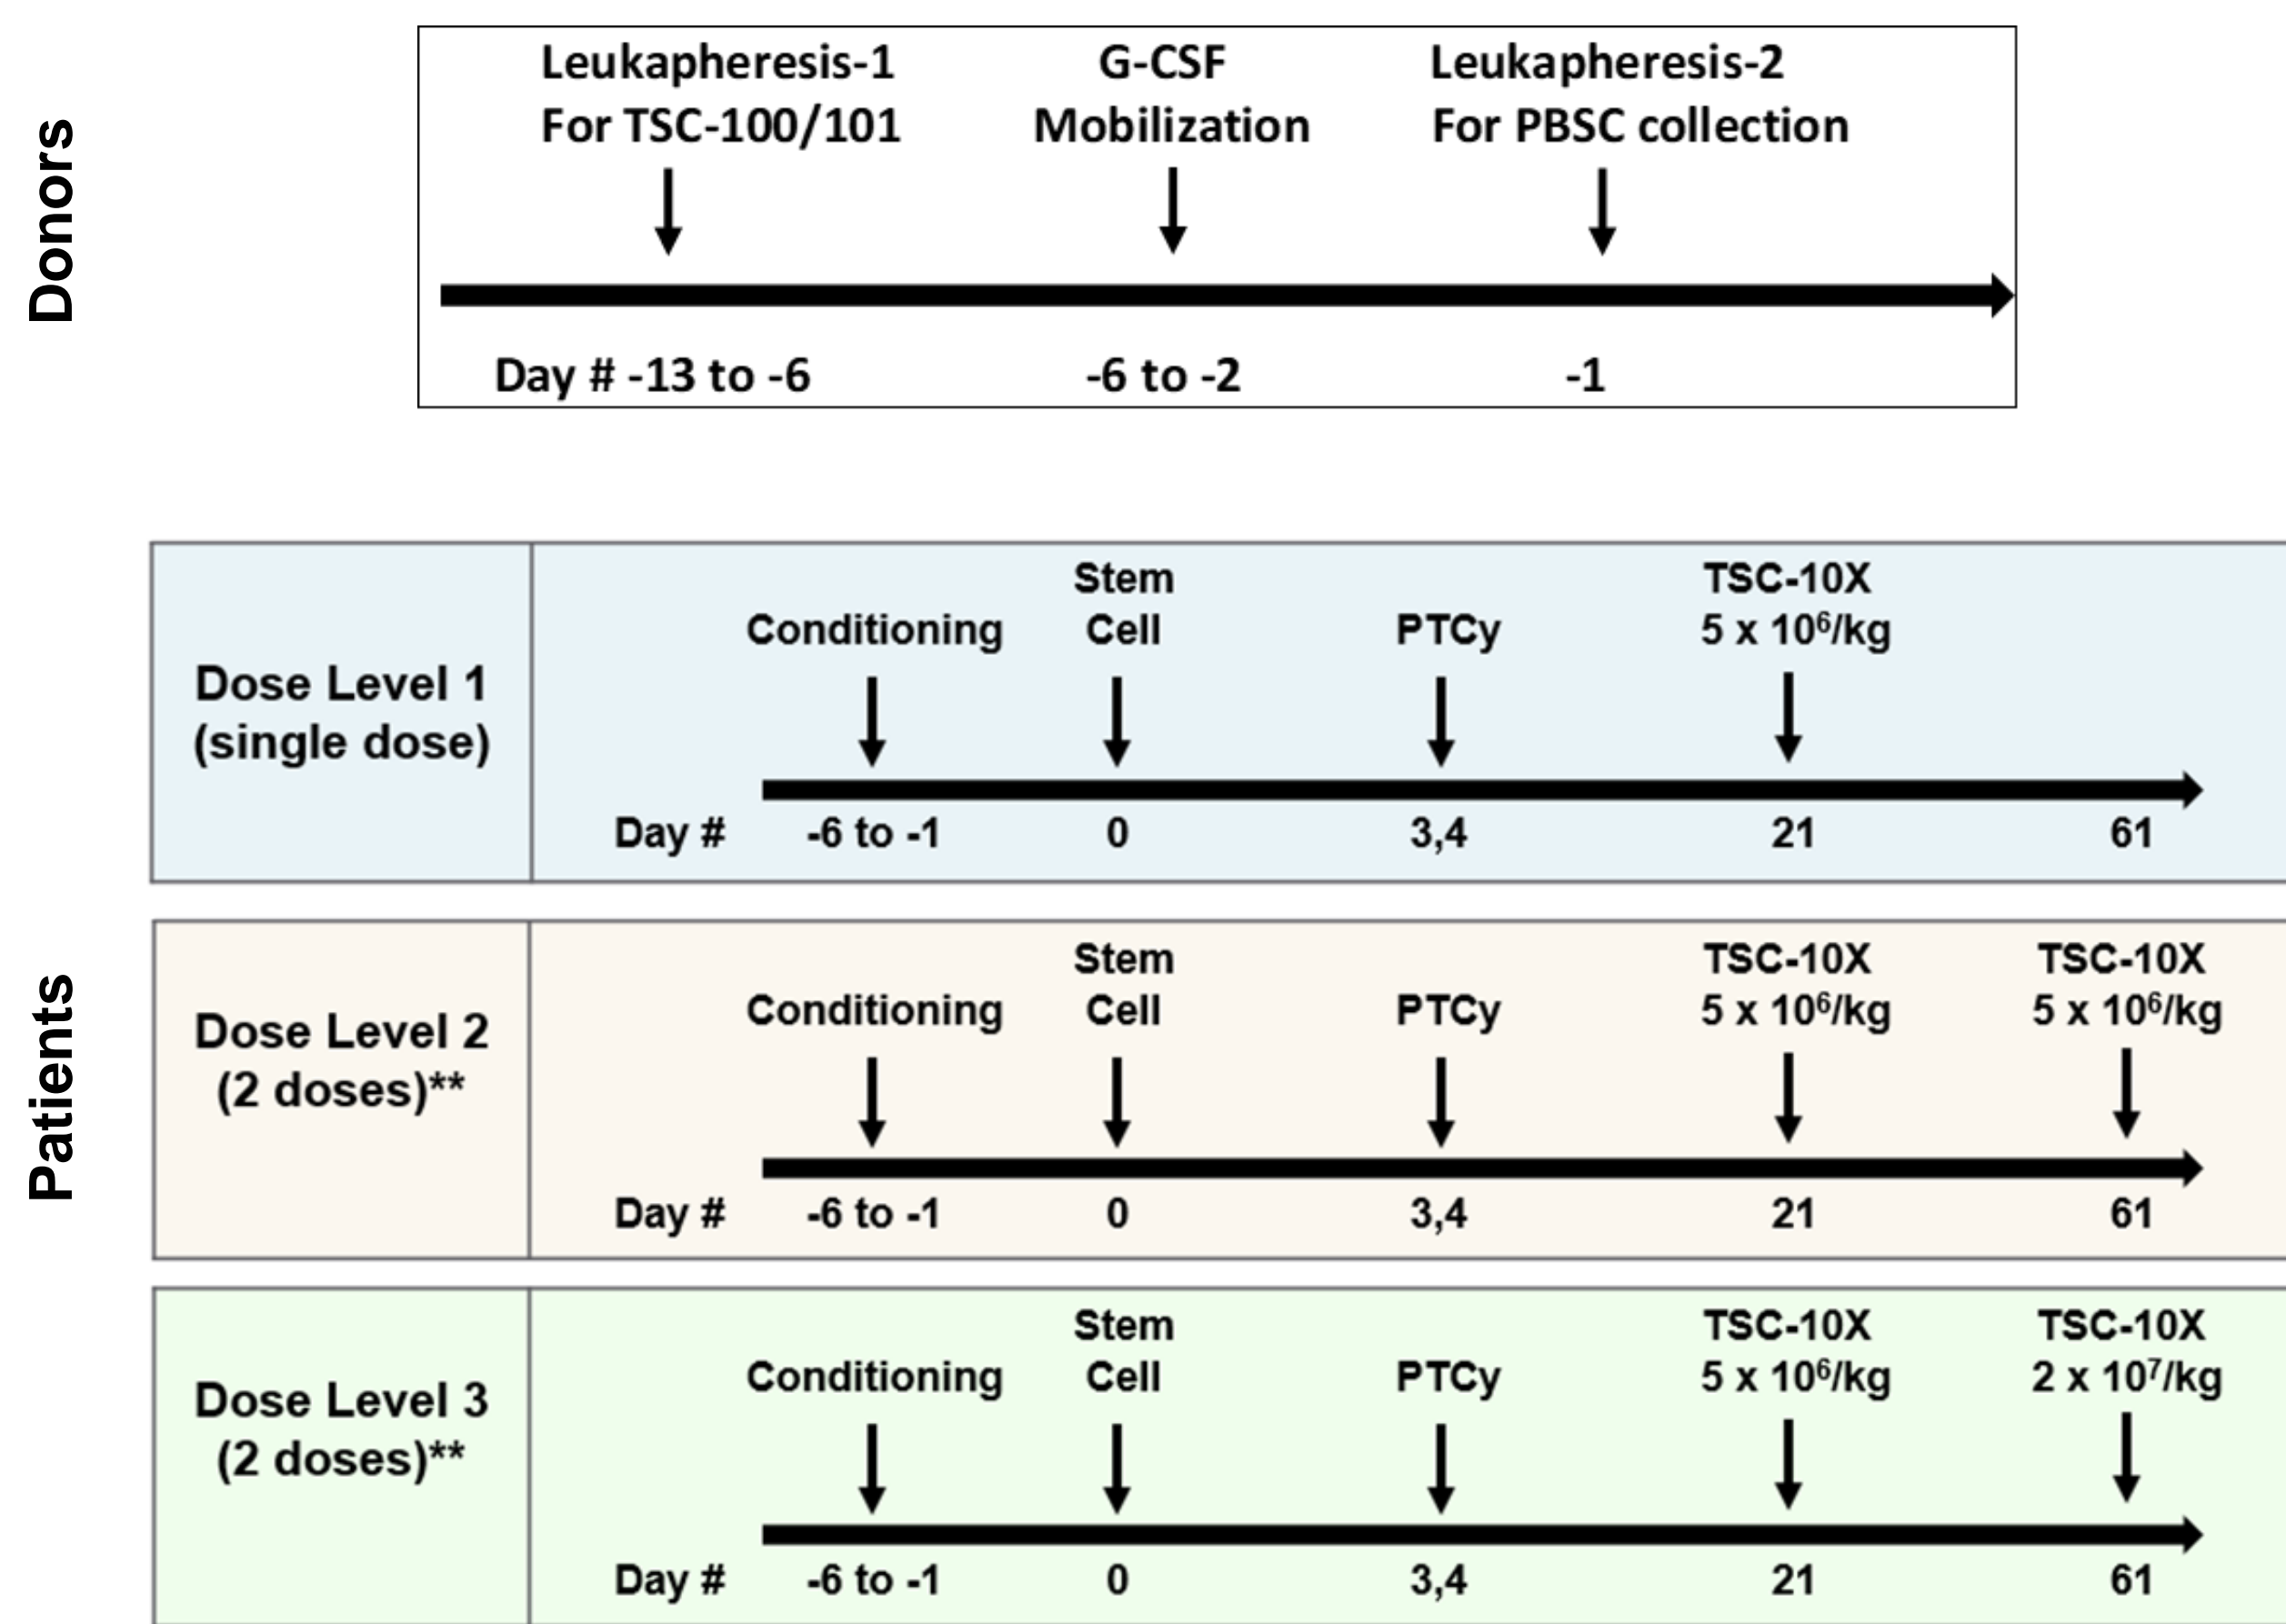 Donors
Leukapheresis-1
For TSC-100/101
G-CSF
Mobilization
Leukapheresis-2
For PBSC collection
Day # -13 to -6
-6 to -2
-1
Patients
Dose Level 1
(single dose)
Conditioning
Stem
Cell
PTCy
TSC-10X
5 x 10⁶/kg
Day #
-6 to -1
0
3,4
21
61
Dose Level 2
(2 doses)**
Conditioning
Stem
Cell
PTCy
TSC-10X
5 x 10⁶/kg
TSC-10X
5 x 10⁶/kg
Day #
-6 to -1
0
3,4
21
61
Dose Level 3
(2 doses)**
Conditioning
Stem
Cell
PTCy
TSC-10X
5 x 10⁶/kg
TSC-10X
2 x 10⁷/kg
Day #
-6 to -1
0
3,4
21
61